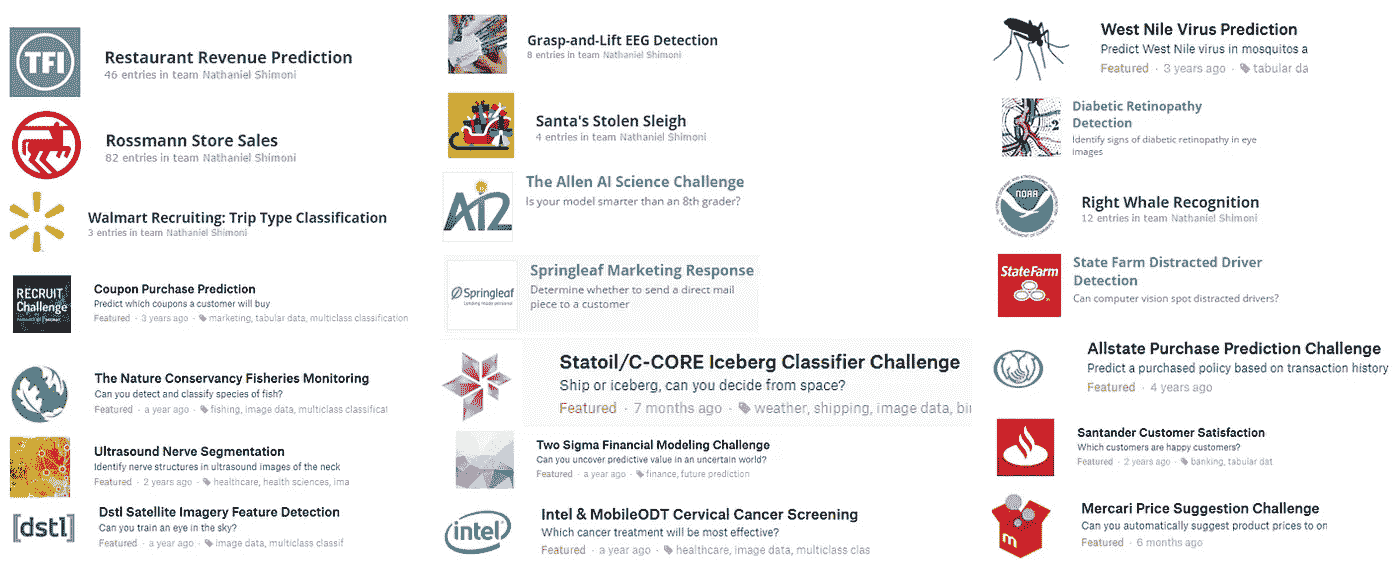 TFI
Restaurant Revenue Prediction
46 entries in team Nathaniel Shimoni
Rossmann Store Sales
82 entries in team Nathaniel Shimoni
Walmart Recruiting: Trip Type Classification
3 entries in team Nathaniel Shimoni
RECRUIT
Challenge
Coupon Purchase Prediction
Predict which coupons a customer will buy
Featured · 3 years ago · marketing, tabular data, multiclass classification
The Nature Conservancy Fisheries Monitoring
Can you detect and classify species of fish?
Featured · a year ago · fishing, image data, multiclass classificat
Ultrasound Nerve Segmentation
Identify nerve structures in ultrasound images of the neck
Featured · 2 years ago · healthcare, health sciences, ima
[dstl]
Dstl Satellite Imagery Feature Detection
Can you train an eye in the sky?
Featured · a year ago · image data, multiclass classif
Grasp-and-Lift EEG Detection
8 entries in team Nathaniel Shimoni
Santa's Stolen Sleigh
4 entries in team Nathaniel Shimoni
AI2
The Allen AI Science Challenge
Is your model smarter than an 8th grader?
Springleaf
Springleaf Marketing Response
Determine whether to send a direct mail
piece to a customer
Statoil/C-CORE Iceberg Classifier Challenge
Ship or iceberg, can you decide from space?
Featured · 7 months ago · weather, shipping, image data, bin
Two Sigma Financial Modeling Challenge
Can you uncover predictive value in an uncertain world?
Featured · a year ago · finance, future prediction
intel
Intel & MobileODT Cervical Cancer Screening
Which cancer treatment will be most effective?
Featured · a year ago · healthcare, image data, multiclass clas
West Nile Virus Prediction
Predict West Nile virus in mosquitos a
Featured · 3 years ago · tabular da
Diabetic Retinopathy
Detection
Identify signs of diabetic retinopathy in eye
images
NOAA
Right Whale Recognition
12 entries in team Nathaniel Shimoni
StateFarm
State Farm Distracted Driver
Detection
Can computer vision spot distracted drivers?
Allstate Purchase Prediction Challenge
Predict a purchased policy based on transaction history
Featured · 4 years ago
Santander Customer Satisfaction
Which customers are happy customers?
Featured · 2 years ago · banking, tabular dat
m
Mercari Price Suggestion Challenge
Can you automatically suggest product prices to on
Featured · 6 months ago